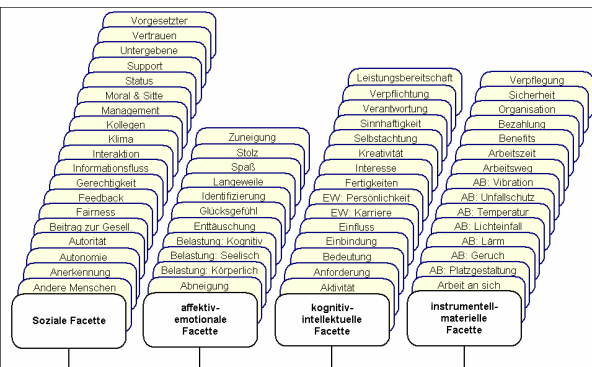 Vorgesetzter
Vertrauen
Untergebene
Support
Status
Moral & Sitte
Management
Kollegen
Klima
Interaktion
Informationsfluss
Gerechtigkeit
Feedback
Fairness
Beitrag zur Gesell.
Autorität
Autonomie
Anerkennung
Andere Menschen
Soziale Facette
Zuneigung
Stolz
Spaß
Langeweile
Identifizierung
Glücksgefühl
Enttäuschung
Belastung: Kognitiv
Belastung: Seelisch
Belastung: Körperlich
Abneigung
affektiv-
emotionale
Facette
Leistungsbereitschaft
Verpflichtung
Verantwortung
Sinnhaftigkeit
Selbstachtung
Kreativität
Interesse
Fertigkeiten
EW: Persönlichkeit
EW: Karriere
Einfluss
Einbindung
Bedeutung
Anforderung
Aktivität
kognitiv-
intellektuelle
Facette
Verpflegung
Sicherheit
Organisation
Bezahlung
Benefits
Arbeitszeit
Arbeitsweg
AB: Vibration
AB: Unfallschutz
AB: Temperatur
AB: Lichteinfall
AB: Lärm
AB: Geruch
AB: Platzgestaltung
Arbeit an sich
instrumentell-
materielle
Facette